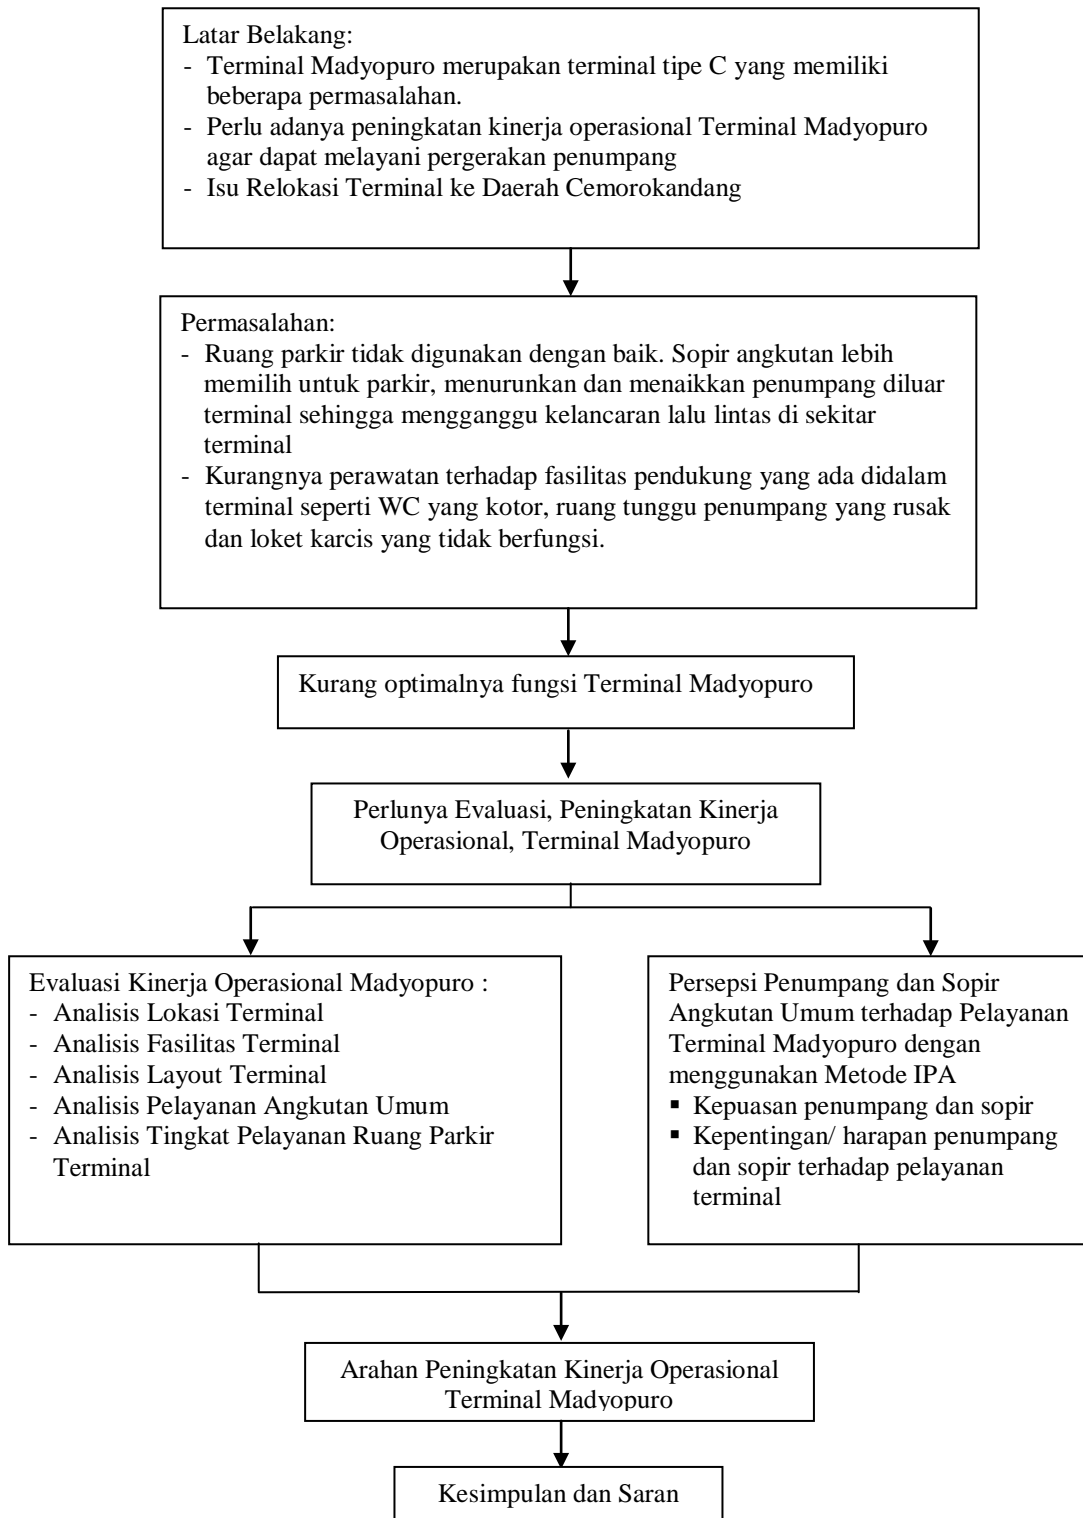 Latar Belakang:
- Terminal Madyopuro merupakan terminal tipe C yang memiliki
beberapa permasalahan.
- Perlu adanya peningkatan kinerja operasional Terminal Madyopuro
agar dapat melayani pergerakan penumpang
- Isu Relokasi Terminal ke Daerah Cemorokandang
Permasalahan:
- Ruang parkir tidak digunakan dengan baik. Sopir angkutan lebih
memilih untuk parkir, menurunkan dan menaikkan penumpang diluar
terminal sehingga mengganggu kelancaran lalu lintas di sekitar
terminal
- Kurangnya perawatan terhadap fasilitas pendukung yang ada didalam
terminal seperti WC yang kotor, ruang tunggu penumpang yang rusak
dan loket karcis yang tidak berfungsi.
Kurang optimalnya fungsi Terminal Madyopuro
Perlunya Evaluasi, Peningkatan Kinerja
Operasional, Terminal Madyopuro
Evaluasi Kinerja Operasional Madyopuro :
- Analisis Lokasi Terminal
- Analisis Fasilitas Terminal
- Analisis Layout Terminal
- Analisis Pelayanan Angkutan Umum
- Analisis Tingkat Pelayanan Ruang Parkir
Terminal
Persepsi Penumpang dan Sopir
Angkutan Umum terhadap Pelayanan
Terminal Madyopuro dengan
menggunakan Metode IPA
▪ Kepuasan penumpang dan sopir
▪ Kepentingan/ harapan penumpang
dan sopir terhadap pelayanan
terminal
Arahan Peningkatan Kinerja Operasional
Terminal Madyopuro
Kesimpulan dan Saran